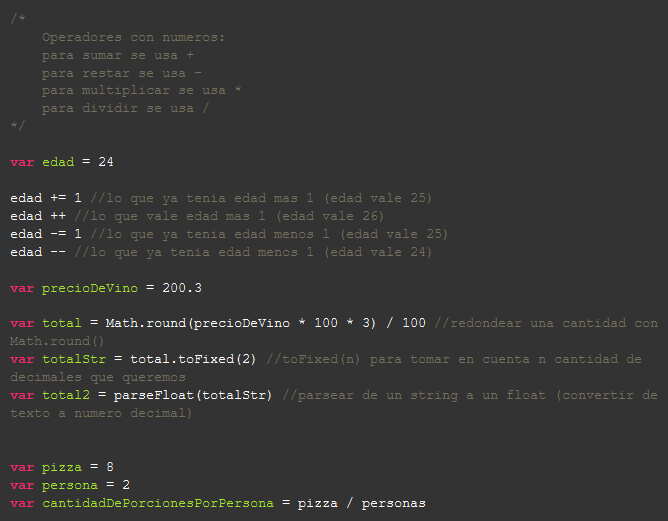 /*
    Operadores con numeros:
    para sumar se usa +
    para restar se usa -
    para multiplicar se usa *
    para dividir se usa /
*/
var edad = 24
edad += 1 //lo que ya tenia edad mas 1 (edad vale 25)
edad ++ //lo que vale edad mas 1 (edad vale 26)
edad -= 1 //lo que ya tenia edad menos 1 (edad vale 25)
edad -- //lo que ya tenia edad menos 1 (edad vale 24)
var precioDeVino = 200.3
var total = Math.round(precioDeVino * 100 * 3) / 100 //redondear una cantidad con
Math.round()
var totalStr = total.toFixed(2) //toFixed(n) para tomar en cuenta n cantidad de
decimales que queremos
var total2 = parseFloat(totalStr) //parsear de un string a un float (convertir de
texto a numero decimal)
var pizza = 8
var persona = 2
var cantidadDePorcionesPorPersona = pizza / personas